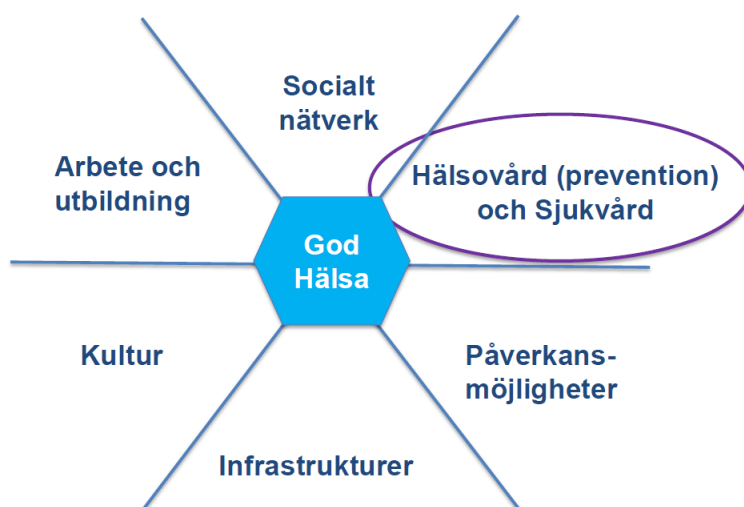 Socialt
nätverk
Arbete och
utbildning
Hälsovård (prevention)
och Sjukvård
God
Hälsa
Kultur
Påverkans-
möjligheter
Infrastrukturer